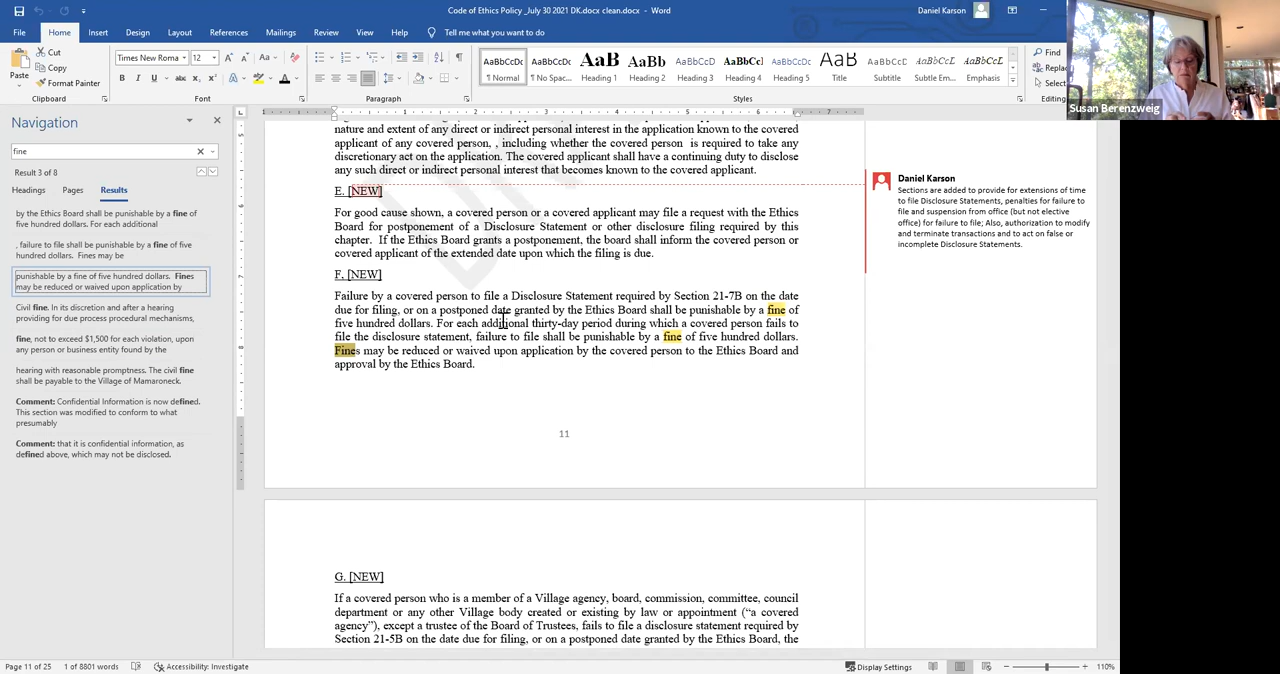 Code of Ethics Policy _July 30 2021 DK.docx clean.docx - Word
Daniel Karson
File Home Insert Design Layout References Mailings Review View Help Tell me what you want to do
Paste
Cut
Copy
Format Painter
Clipboard
Times New Roma 12
Font
Paragraph
AaBbCcDc ¶ Normal
AaBbCcDc ¶ No Spac...
AaB Heading 1
AaBb Heading 2
AaBbCcD Heading 3
AaBbCcI Heading 4
AaBbCcDc Heading 5
AaB Title
AaBbCcD Subtitle
AaBbCcL Subtle Em...
AaBbCcL Emphasis
Styles
Find
Replac
Select
Editing
Susan Berenzweig
Navigation
fine
Result 3 of 8
Headings Pages Results
by the Ethics Board shall be punishable by a fine of
five hundred dollars. For each additional
, failure to file shall be punishable by a fine of five
hundred dollars. Fines may be
punishable by a fine of five hundred dollars. Fines
may be reduced or waived upon application by
Civil fine. In its discretion and after a hearing
providing for due process procedural mechanisms,
fine, not to exceed $1,500 for each violation, upon
any person or business entity found by the
hearing with reasonable promptness. The civil fine
shall be payable to the Village of Mamaroneck.
Comment: Confidential Information is now defined.
This section was modified to conform to what
presumably
Comment: that it is confidential information, as
defined above, which may not be disclosed.
nature and extent of any direct or indirect personal interest in the application known to the covered
applicant of any covered person, , including whether the covered person is required to take any
discretionary act on the application. The covered applicant shall have a continuing duty to disclose
any such direct or indirect personal interest that becomes known to the covered applicant.
E. [NEW]
For good cause shown, a covered person or a covered applicant may file a request with the Ethics
Board for postponement of a Disclosure Statement or other disclosure filing required by this
chapter. If the Ethics Board grants a postponement, the board shall inform the covered person or
covered applicant of the extended date upon which the filing is due.
F. [NEW]
Failure by a covered person to file a Disclosure Statement required by Section 21-7B on the date
due for filing, or on a postponed date granted by the Ethics Board shall be punishable by a fine of
five hundred dollars. For each additional thirty-day period during which a covered person fails to
file the disclosure statement, failure to file shall be punishable by a fine of five hundred dollars.
Fines may be reduced or waived upon application by the covered person to the Ethics Board and
approval by the Ethics Board.
11
G. [NEW]
If a covered person who is a member of a Village agency, board, commission, committee, council
department or any other Village body created or existing by law or appointment (“a covered
agency”), except a trustee of the Board of Trustees, fails to file a disclosure statement required by
Section 21-5B on the date due for filing, or on a postponed date granted by the Ethics Board, the
Daniel Karson
Sections are added to provide for extensions of time
to file Disclosure Statements, penalties for failure to
file and suspension from office (but not elective
office) for failure to file; Also, authorization to modify
and terminate transactions and to act on false or
incomplete Disclosure Statements.
Page 11 of 25 1 of 8801 words Accessibility: Investigate
Display Settings 110%